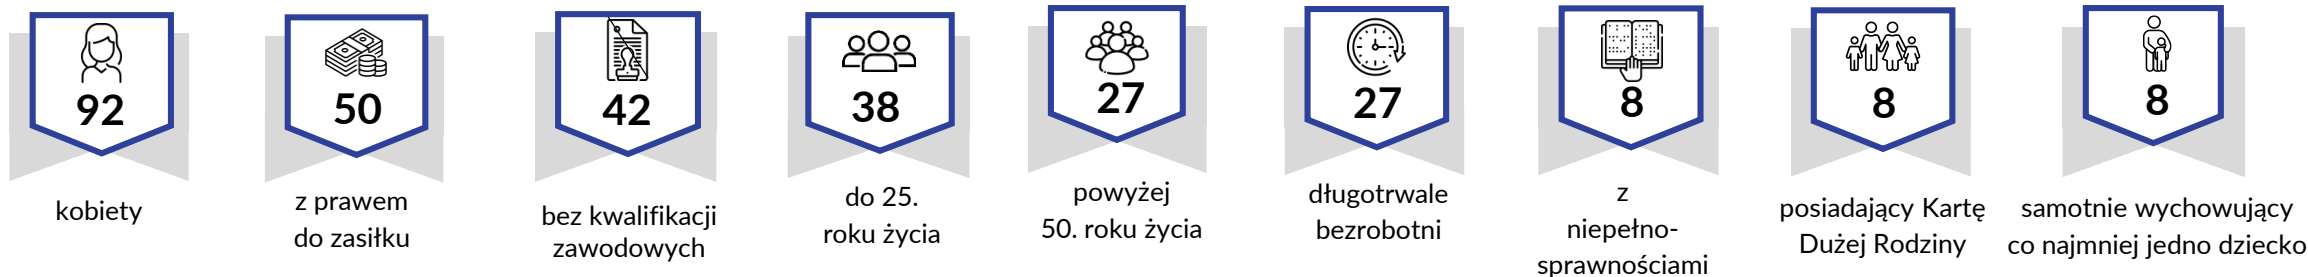 92
kobiety
50
z prawem
do zasiłku
42
bez kwalifikacji
zawodowych
38
do 25.
roku życia
27
powyżej
50. roku życia
27
długotrwale
bezrobotni
8
z
niepełno-
sprawnościami
8
posiadający Kartę
Dużej Rodziny
8
samotnie wychowujący
co najmniej jedno dziecko